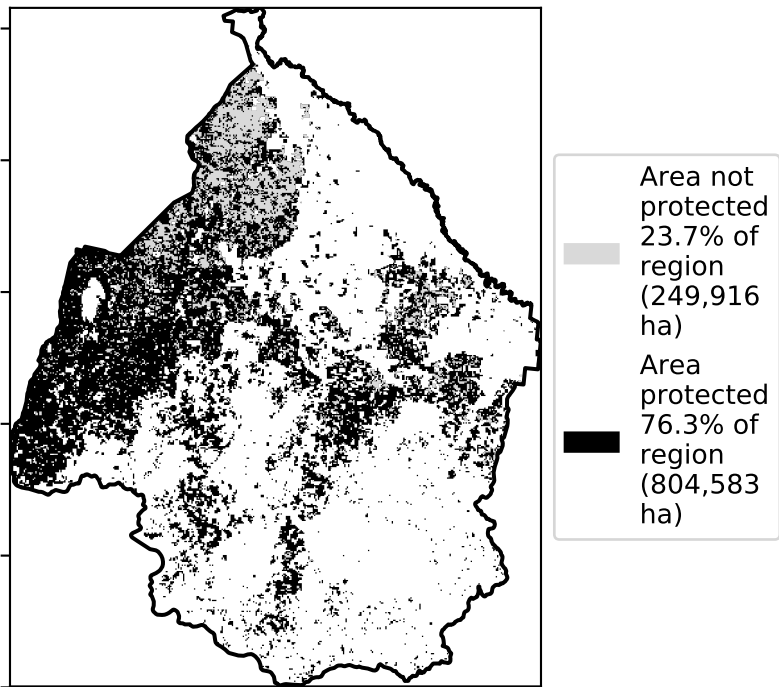 Area not
protected
23.7% of
region
(249,916
ha)
Area
protected
76.3% of
region
(804,583
ha)